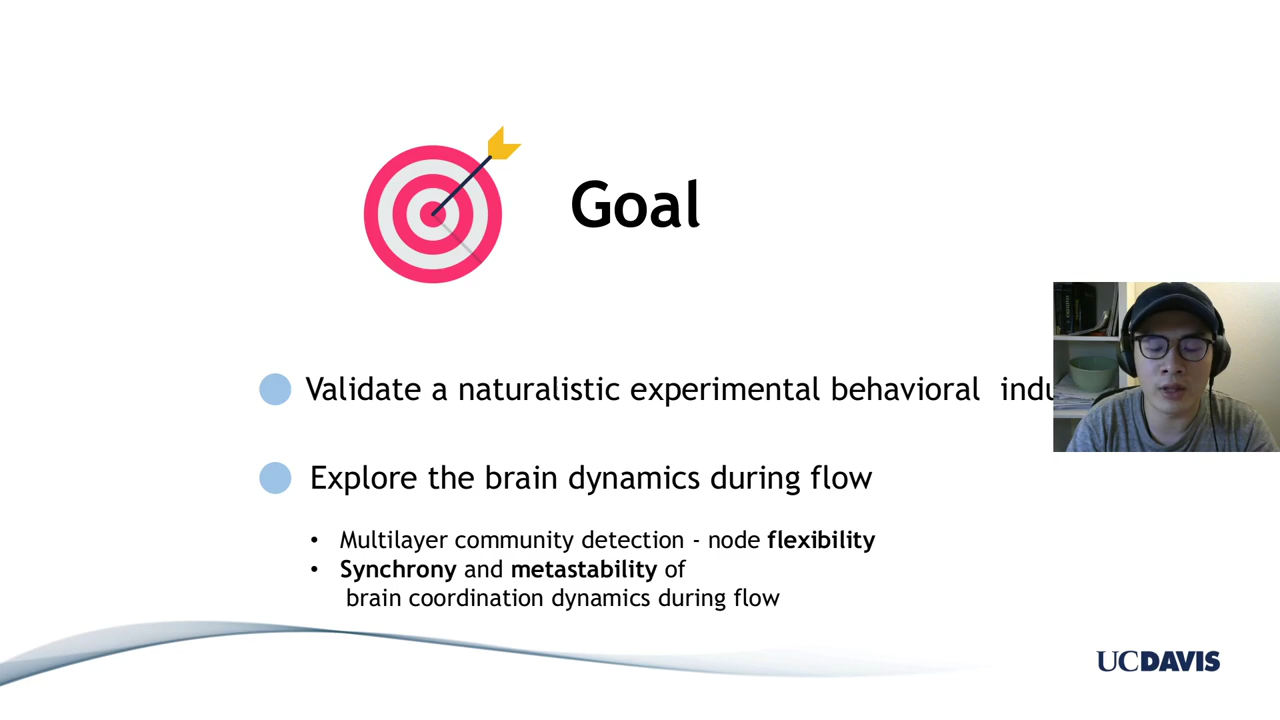 Goal
Validate a naturalistic experimental behavioral
Explore the brain dynamics during flow
• Multilayer community detection - node flexibility
• Synchrony and metastability of
brain coordination dynamics during flow
UCDAVIS